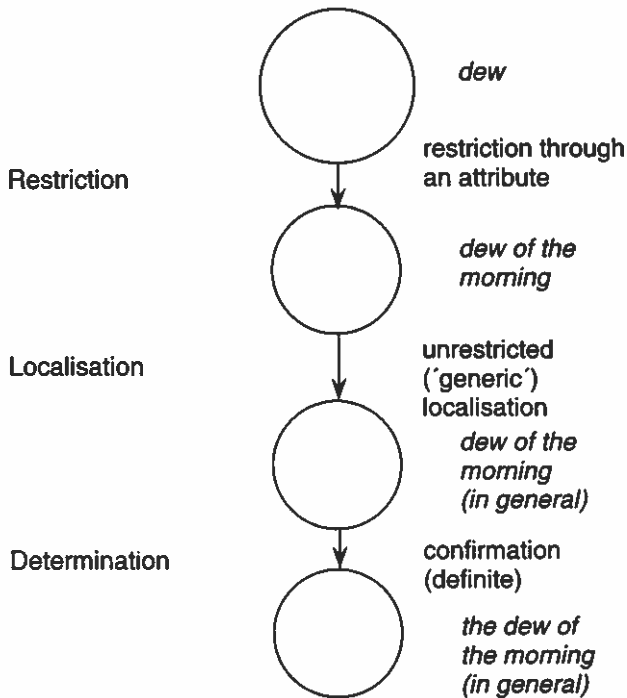 dew
Restriction
restriction through
an attribute
dew of the
morning
Localisation
unrestricted
(´generic´)
localisation
dew of the
morning
(in general)
Determination
confirmation
(definite)
the dew of
the morning
(in general)